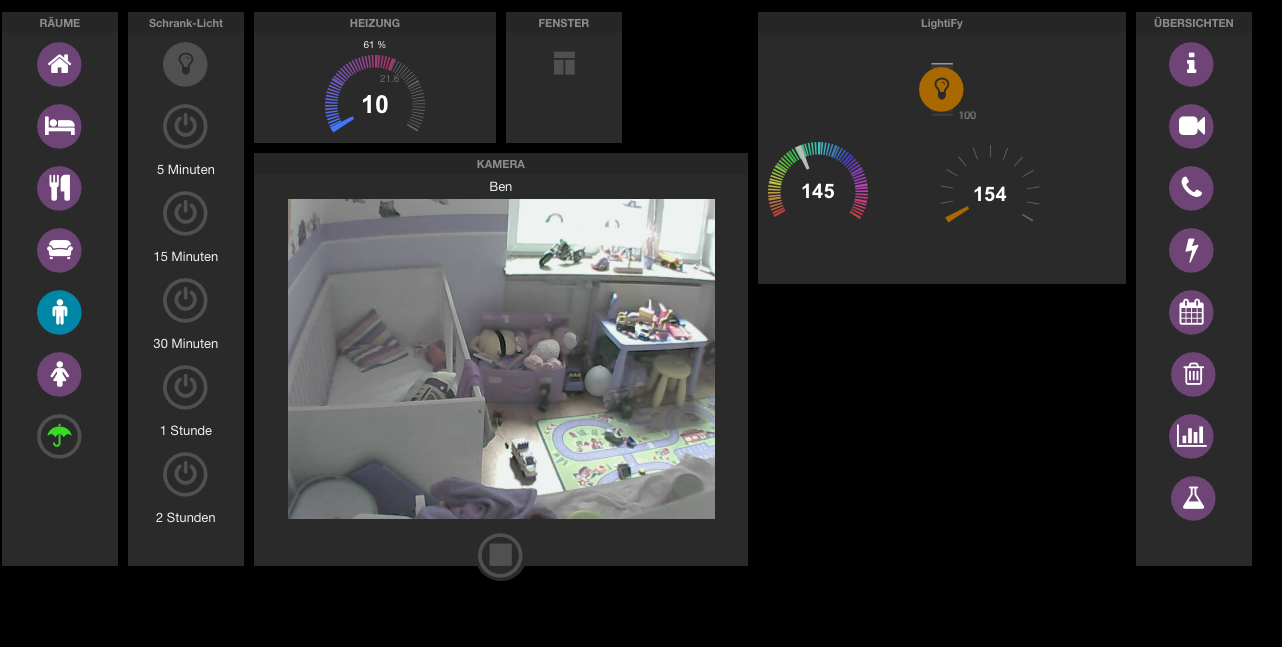 RÄUME
Schrank-Licht
5 Minuten
15 Minuten
30 Minuten
1 Stunde
2 Stunden
HEIZUNG
61 %
21.6
10
FENSTER
KAMERA
Ben
LightiFy
100
145
154
ÜBERSICHTEN